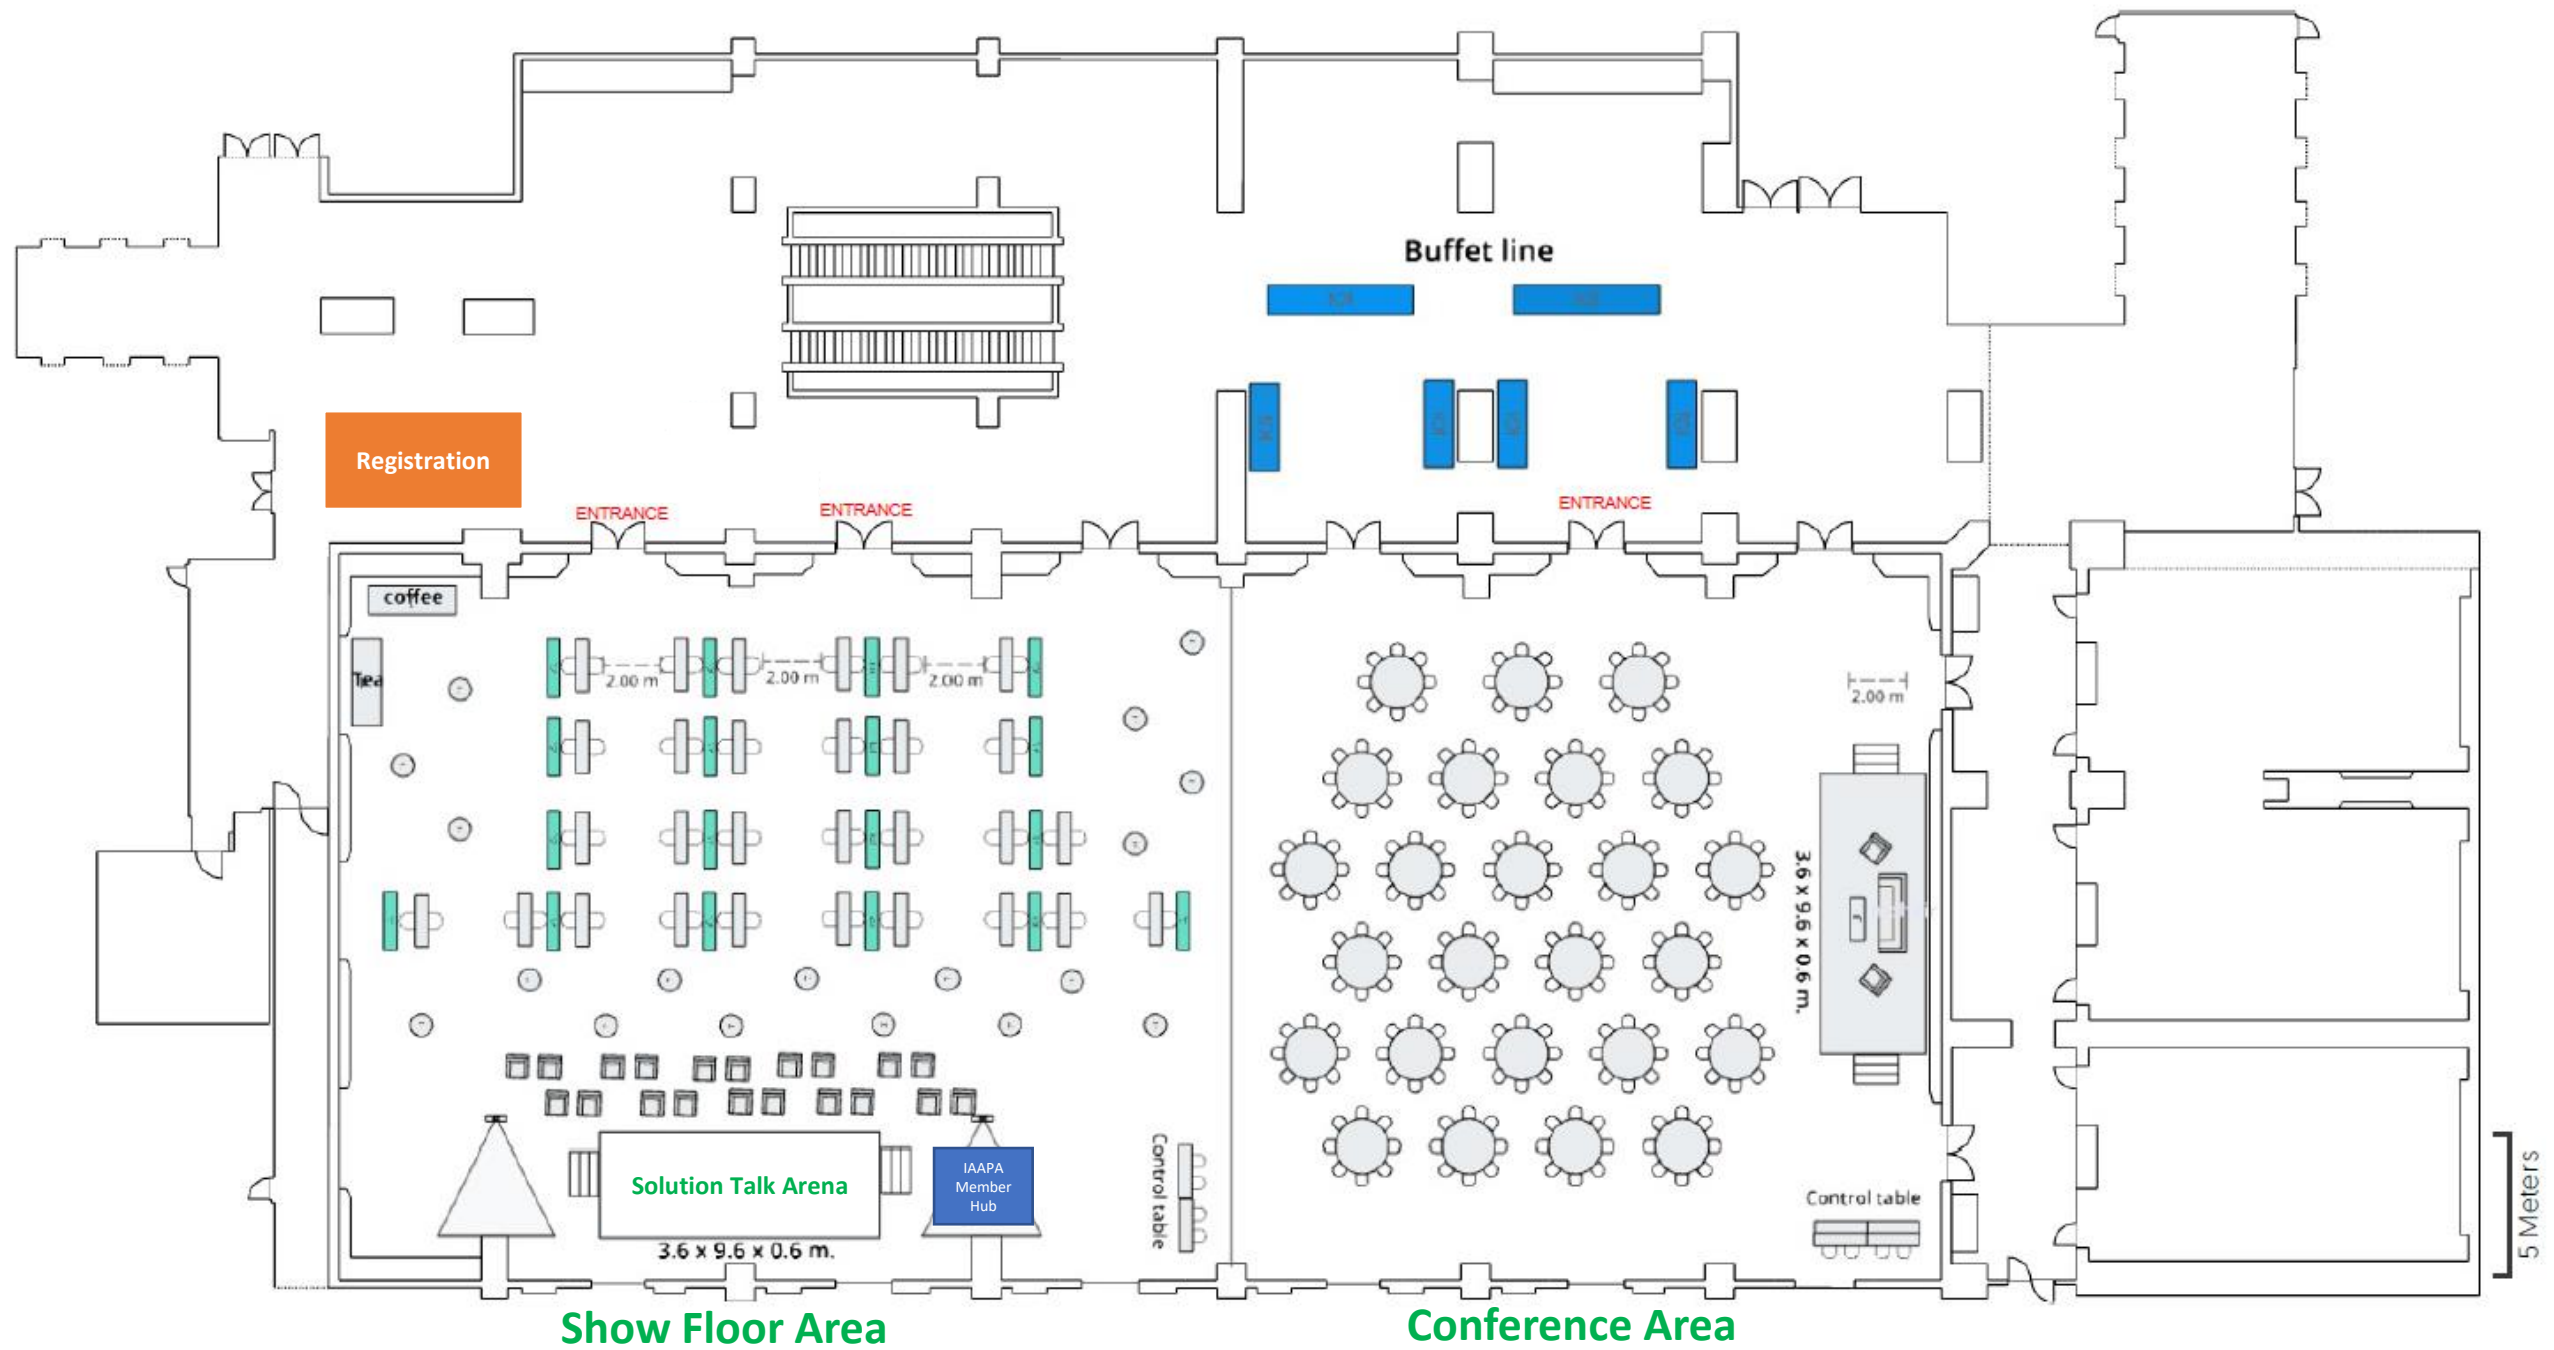 Buffet line
Registration
ENTRANCE
ENTRANCE
ENTRANCE
coffee
Tea
2.00 m
2.00 m
2.00 m
2.00 m
3.6 x 9.6 x 0.6 m.
Solution Talk Arena
IAAPA
Member
Hub
3.6 x 9.6 x 0.6 m.
Control table
Control table
5 Meters
Show Floor Area
Conference Area